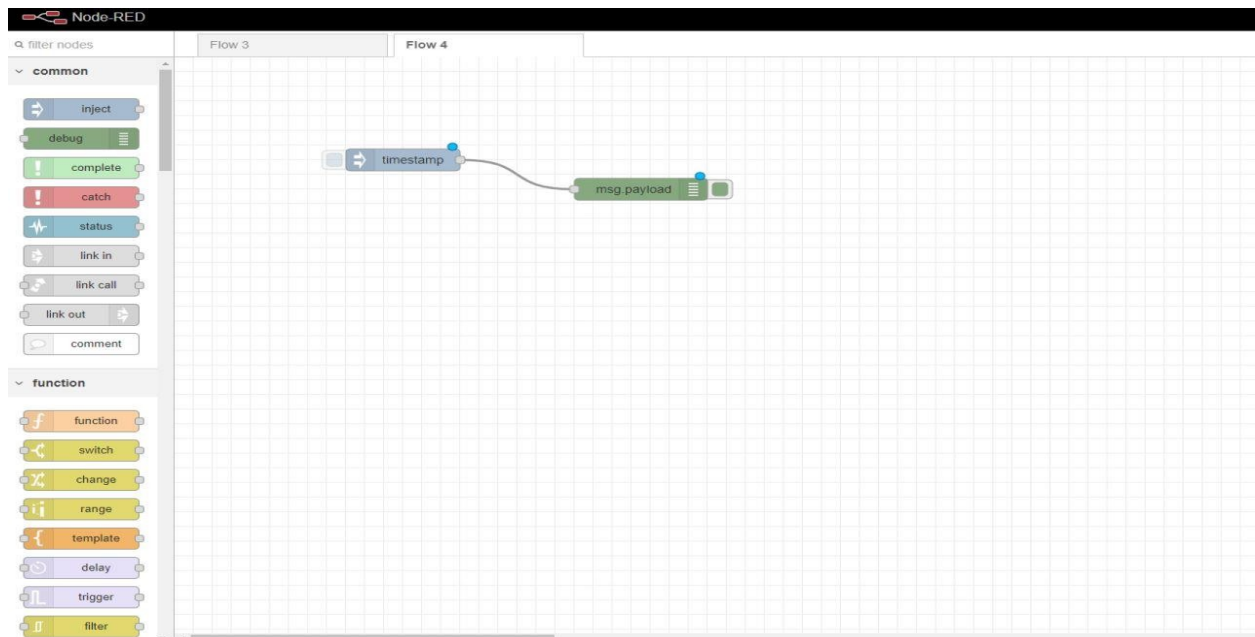 Node-RED
filter nodes
Flow 3
Flow 4
common
inject
debug
complete
catch
status
link in
link call
link out
comment
function
function
switch
change
range
template
delay
trigger
filter
timestamp
msg.payload